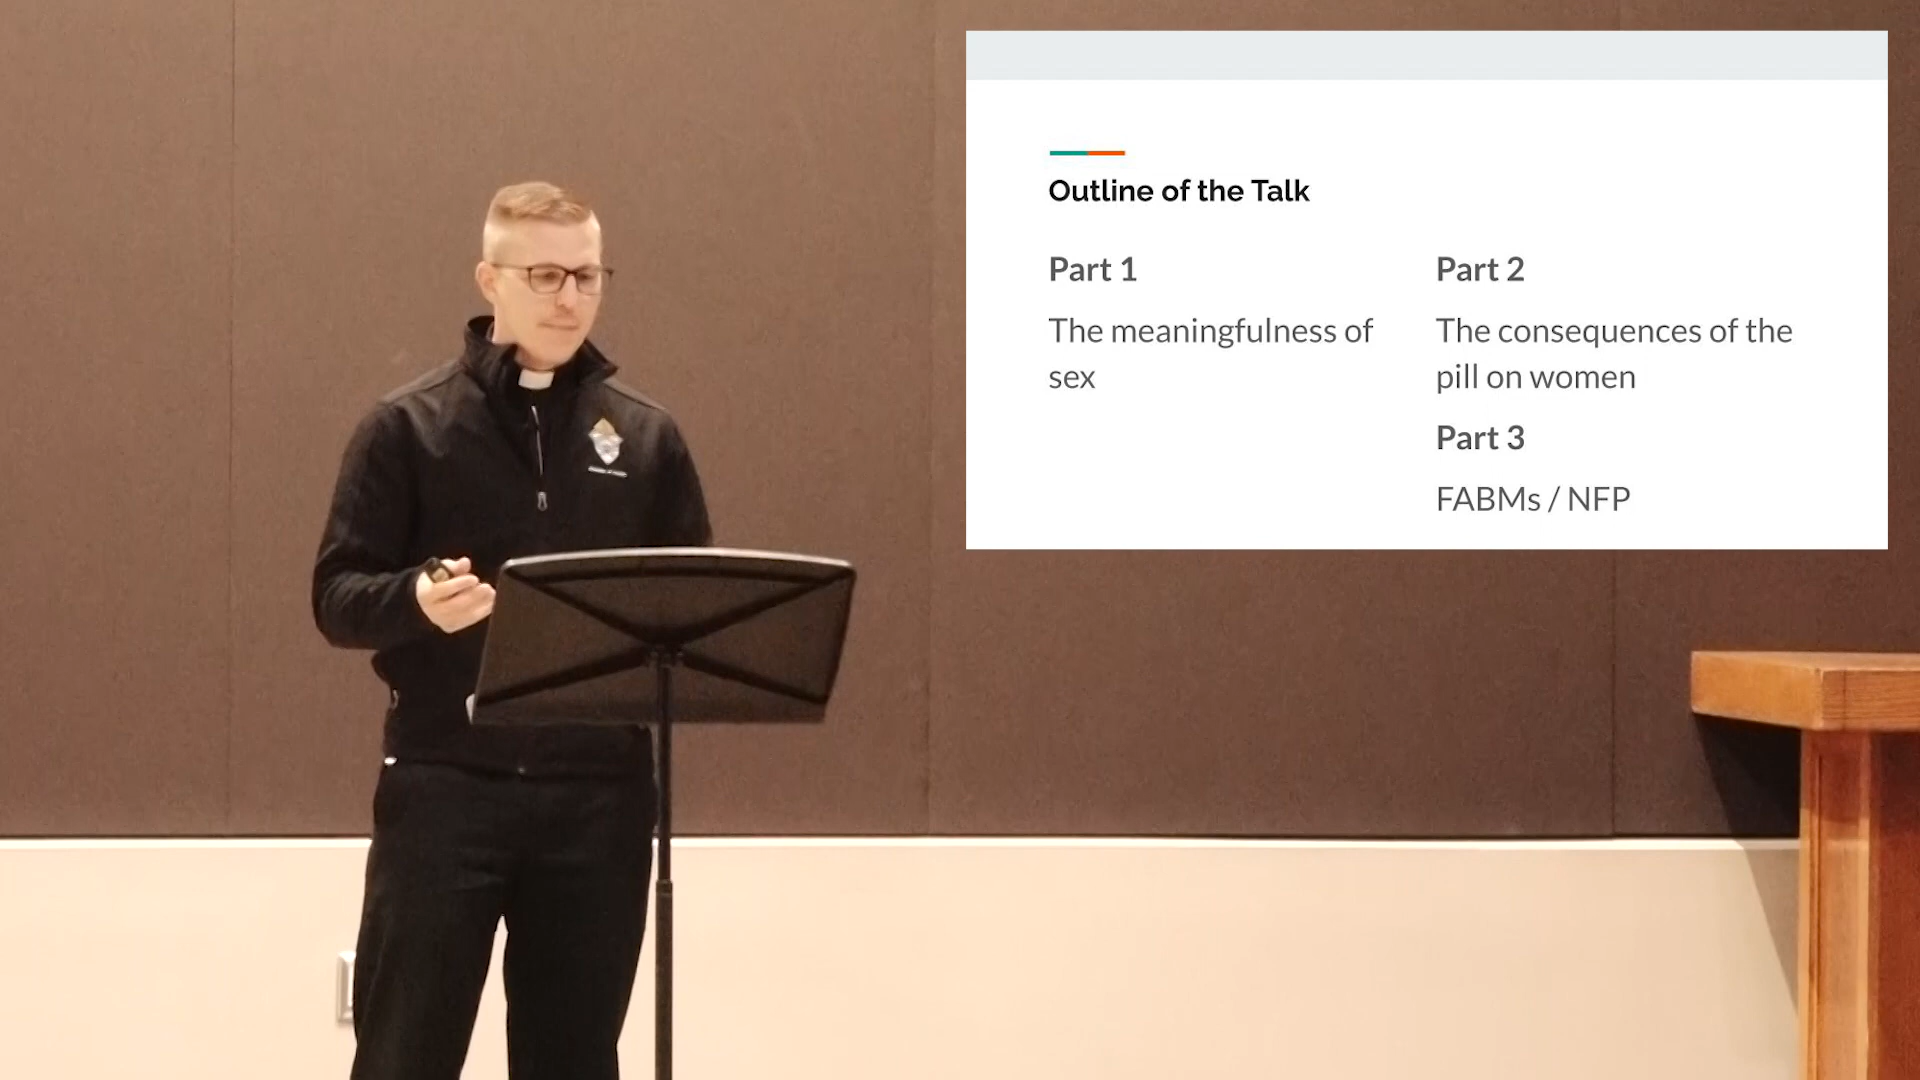 Outline of the Talk
Part 1
The meaningfulness of
sex
Part 2
The consequences of the
pill on women
Part 3
FABMs / NFP